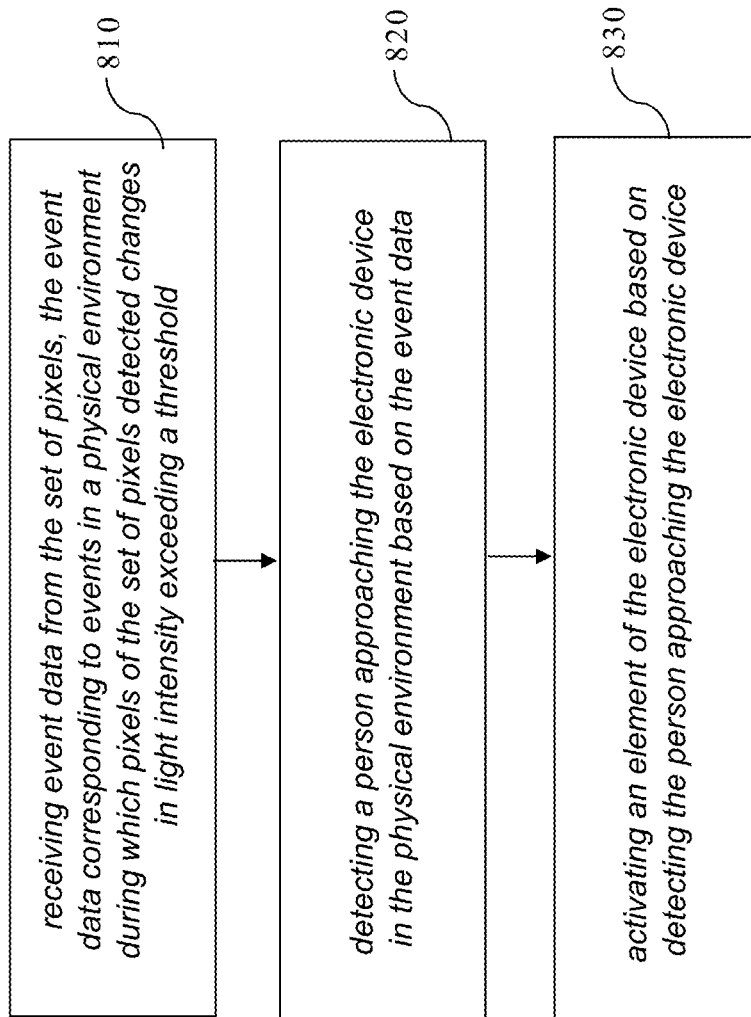 receiving event data from the set of pixels, the event
data corresponding to events in a physical environment
during which pixels of the set of pixels detected changes
in light intensity exceeding a threshold
810
detecting a person approaching the electronic device
in the physical environment based on the event data
820
activating an element of the electronic device based on
detecting the person approaching the electronic device
830